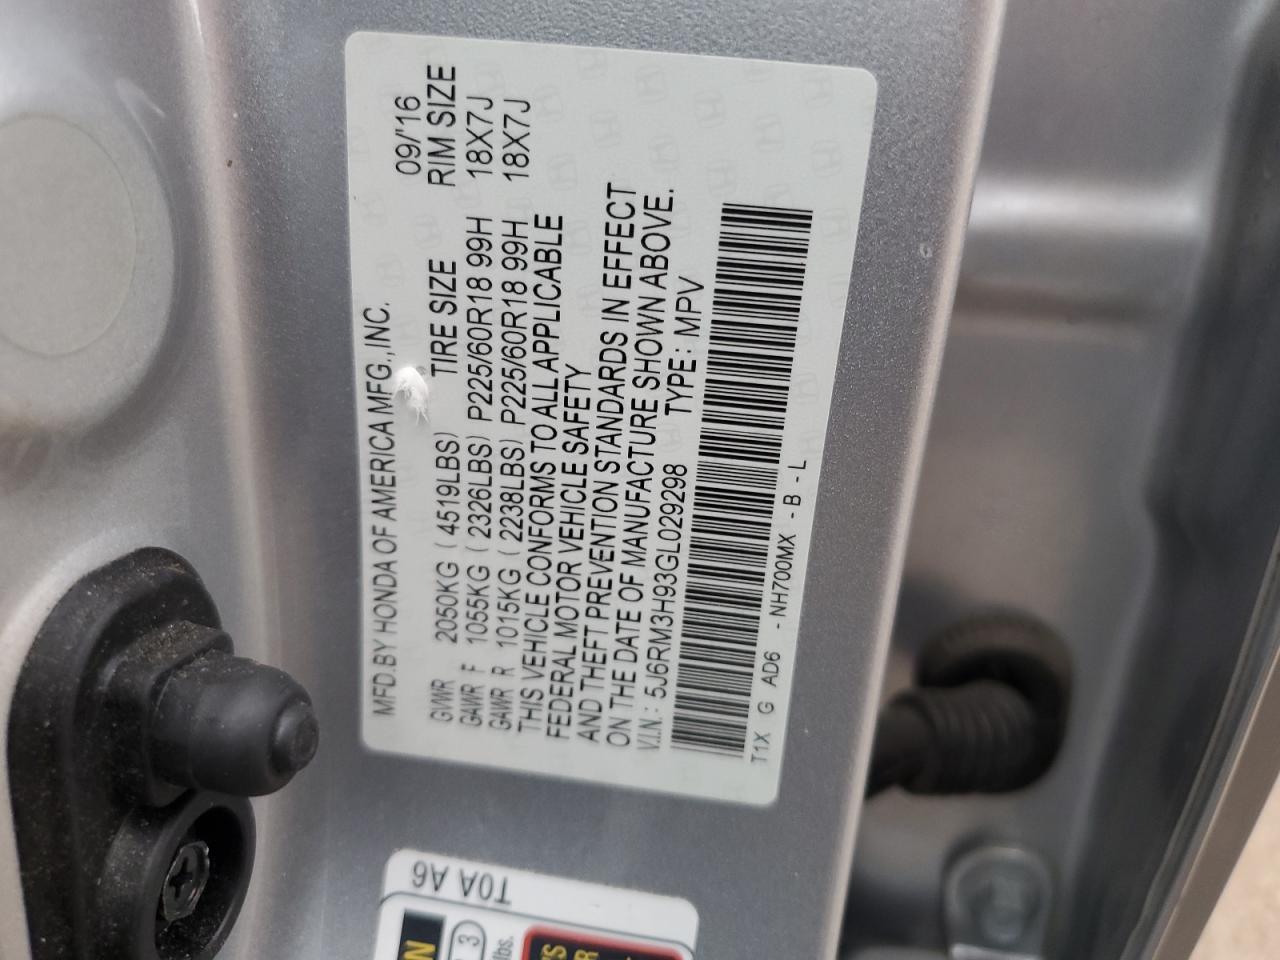 MFD.BY HONDA OF AMERICA MFG.,INC. 09/'16
GVWR 2050KG ( 4519LBS) TIRE SIZE RIM SIZE
GAWR F 1055KG ( 2326LBS) P225/60R18 99H 18X7J
GAWR R 1015KG ( 2238LBS) P225/60R18 99H 18X7J
THIS VEHICLE CONFORMS TO ALL APPLICABLE
FEDERAL MOTOR VEHICLE SAFETY
AND THEFT PREVENTION STANDARDS IN EFFECT
ON THE DATE OF MANUFACTURE SHOWN ABOVE.
V.I.N.: 5J6RM3H93GL029298 TYPE: MPV
T1X G AD6 -NH700MX -B - L
T0A A6
3
lbs.